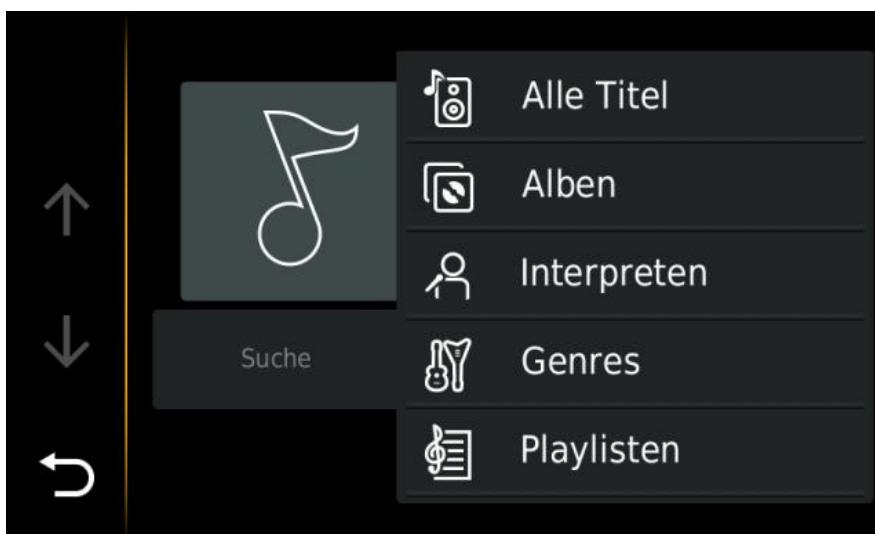 Alle Titel
Alben
Interpreten
Suche
Genres
Playlisten